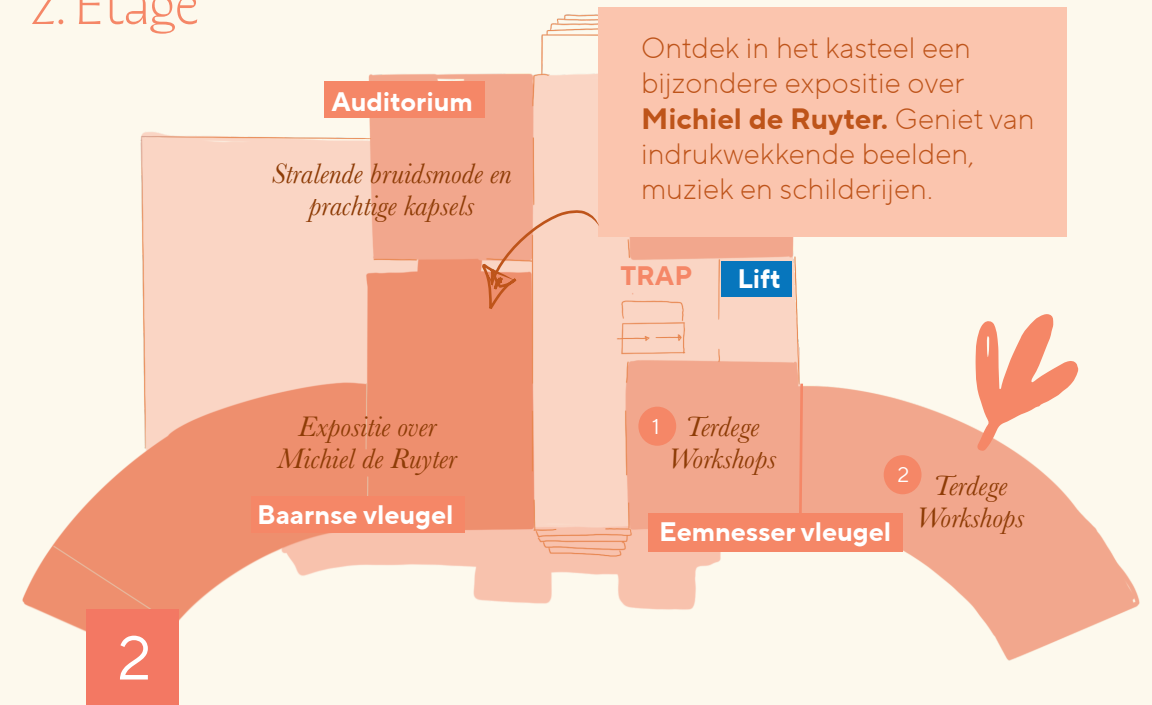 2. Etage
Ontdek in het kasteel een
bijzondere expositie over
Michiel de Ruyter. Geniet van
indrukwekkende beelden,
muziek en schilderijen.
Auditorium
Stralende bruidsmode en
prachtige kapsels
TRAP
Lift
Expositie over
Michiel de Ruyter
Baarnse vleugel
1 Terdege
Workshops
2 Terdege
Workshops
Eemnesser vleugel
2